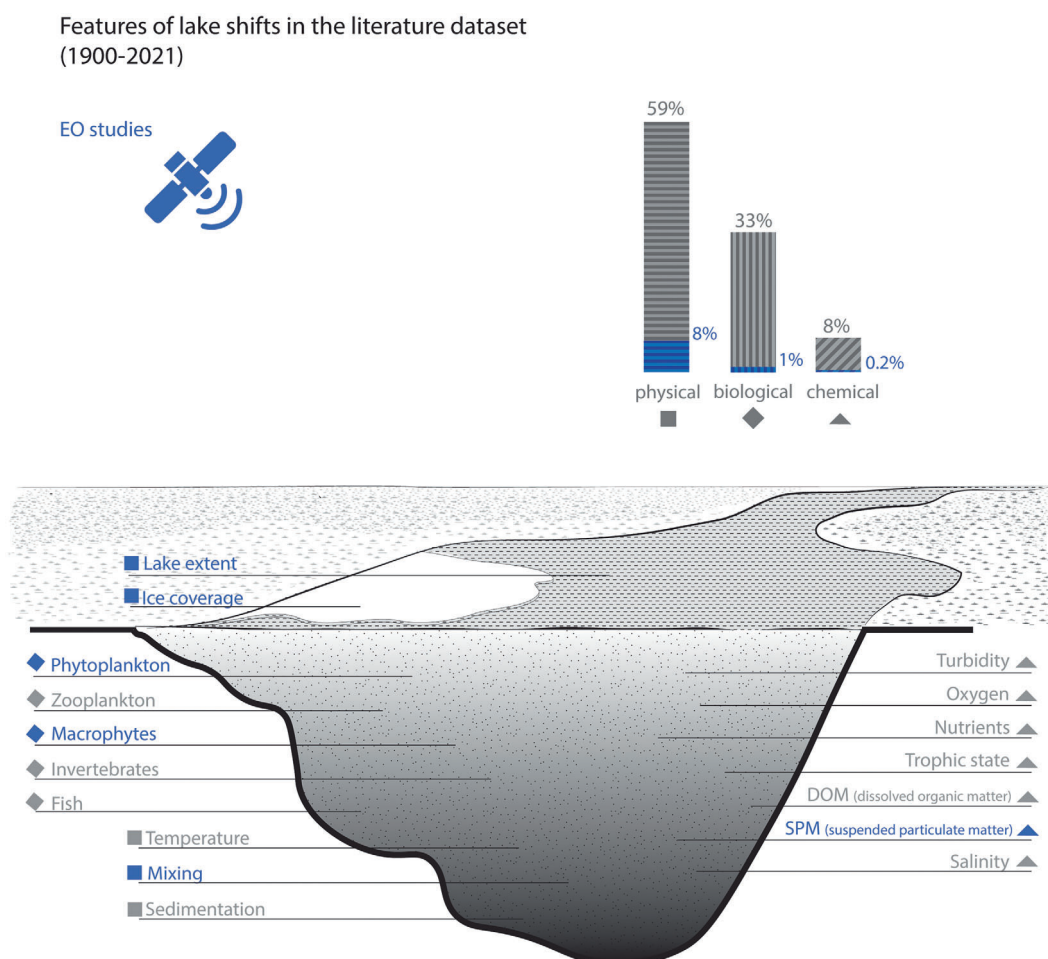 Features of lake shifts in the literature dataset
(1900-2021)
EO studies
59%
33%
8%
8%
1%
0.2%
physical
biological
chemical
Lake extent
Ice coverage
Phytoplankton
Zooplankton
Macrophytes
Invertebrates
Fish
Temperature
Mixing
Sedimentation
Turbidity
Oxygen
Nutrients
Trophic state
DOM (dissolved organic matter)
SPM (suspended particulate matter)
Salinity